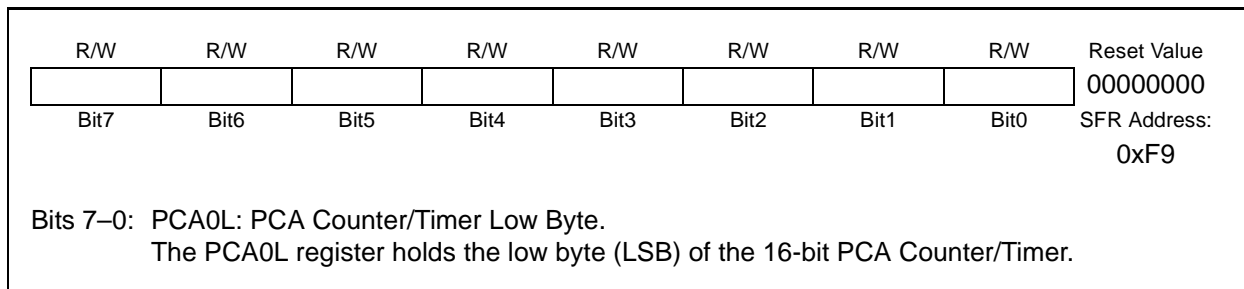 R/W R/W R/W R/W R/W R/W R/W R/W Reset Value
00000000
Bit7 Bit6 Bit5 Bit4 Bit3 Bit2 Bit1 Bit0 SFR Address:
0xF9
Bits 7–0: PCA0L: PCA Counter/Timer Low Byte.
The PCA0L register holds the low byte (LSB) of the 16-bit PCA Counter/Timer.